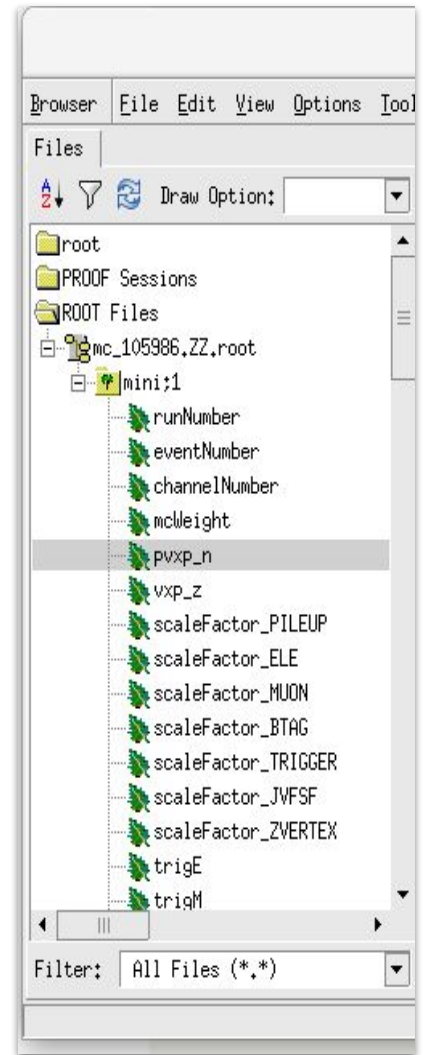 Browser File Edit View Options Tool
Files
Draw Option:
root
PROOF Sessions
ROOT Files
mc_105986.ZZ.root
mini;1
runNumber
eventNumber
channelNumber
mcWeight
pvxp_n
vxp_z
scaleFactor_PILEUP
scaleFactor_ELE
scaleFactor_MUON
scaleFactor_BTAG
scaleFactor_TRIGGER
scaleFactor_JVFSF
scaleFactor_ZVERTEX
trigE
trigM
Filter: All Files (*.*)